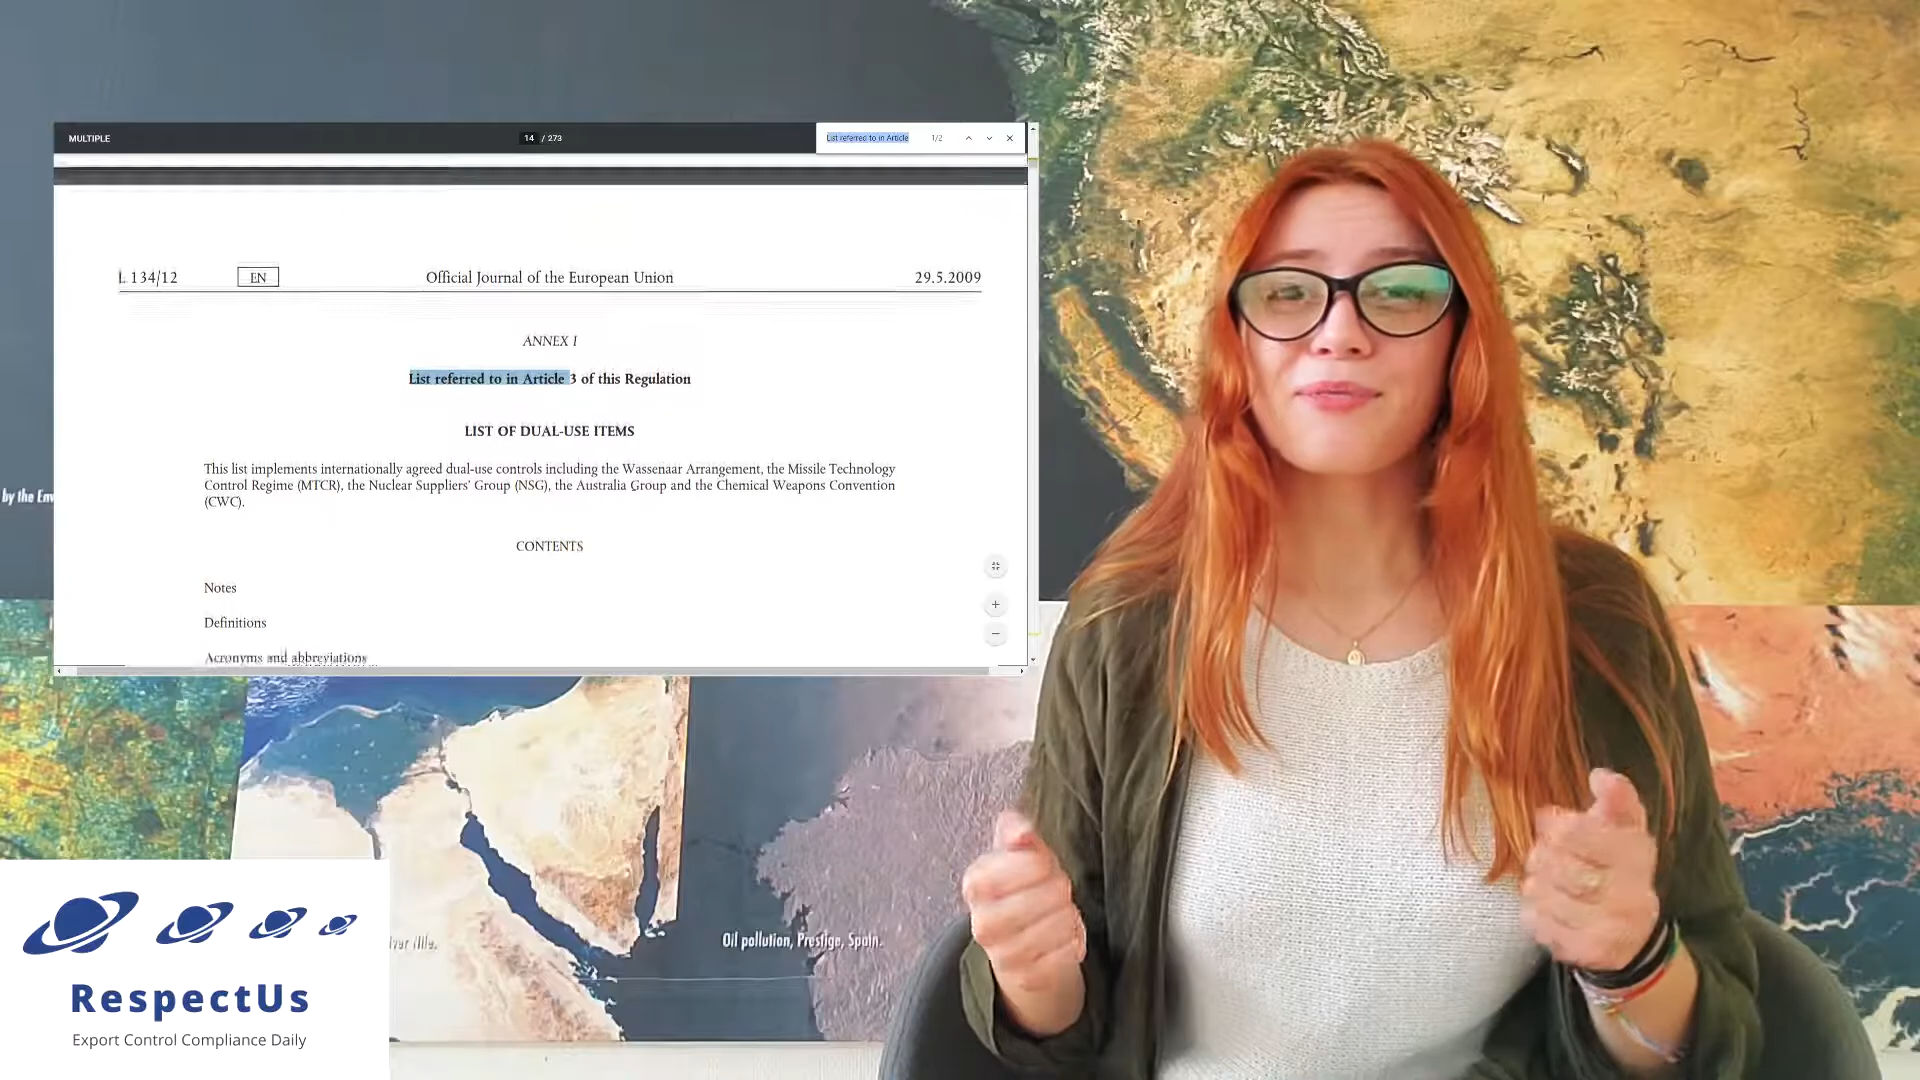 MULTIPLE
14 / 273
List referred to in Article
1/2
L 134/12
EN
Official Journal of the European Union
29.5.2009
ANNEX I
List referred to in Article 3 of this Regulation
LIST OF DUAL-USE ITEMS
This list implements internationally agreed dual-use controls including the Wassenaar Arrangement, the Missile Technology
Control Regime (MTCR), the Nuclear Suppliers' Group (NSG), the Australia Group and the Chemical Weapons Convention
(CWC).
CONTENTS
Notes
Definitions
Acronyms and abbreviations
by the
Nile.
Oil pollution, Prestige, Spain.
RespectUs
Export Control Compliance Daily